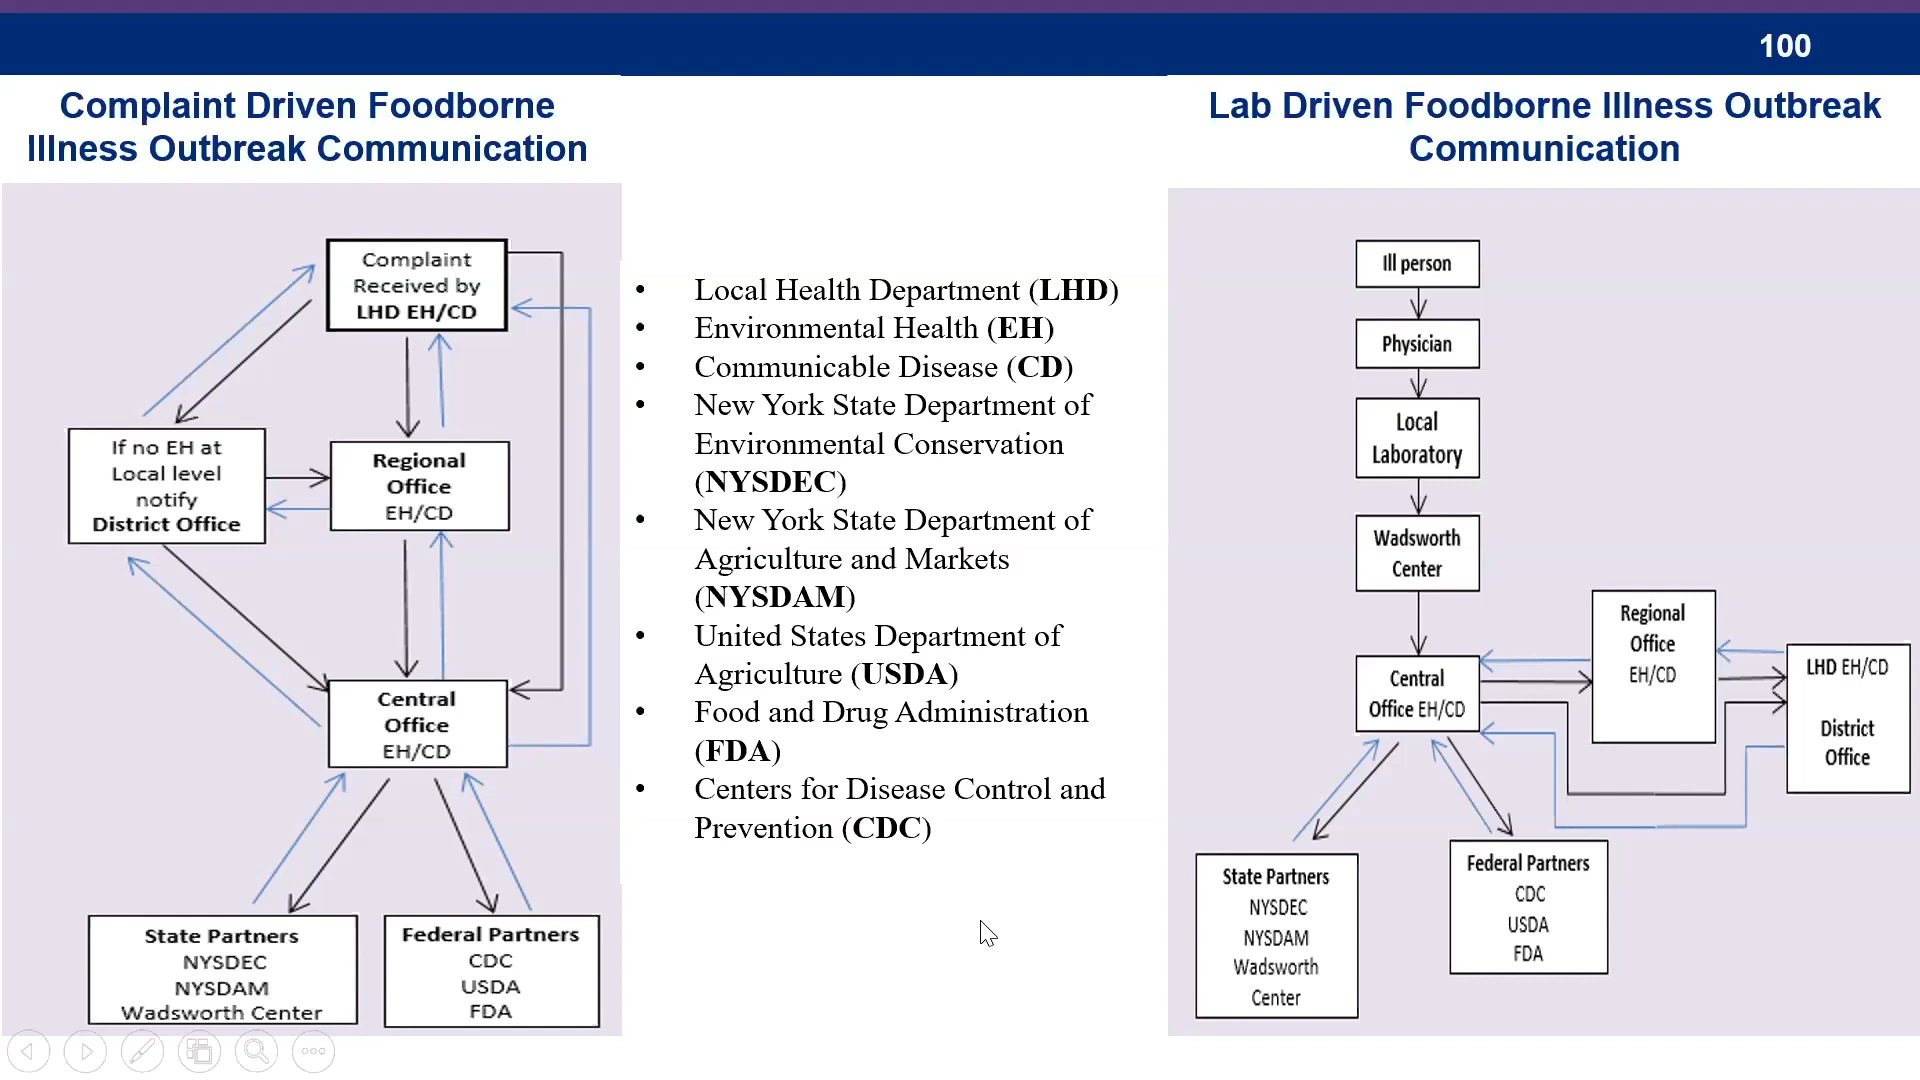 100
Complaint Driven Foodborne
Illness Outbreak Communication
Complaint
Received by
LHD EH/CD
If no EH at
Local level
notify
District Office
Regional
Office
EH/CD
Central
Office
EH/CD
State Partners
NYSDEC
NYSDAM
Wadsworth Center
Federal Partners
CDC
USDA
FDA
• Local Health Department (LHD)
• Environmental Health (EH)
• Communicable Disease (CD)
• New York State Department of
Environmental Conservation
(NYSDEC)
• New York State Department of
Agriculture and Markets
(NYSDAM)
• United States Department of
Agriculture (USDA)
• Food and Drug Administration
(FDA)
• Centers for Disease Control and
Prevention (CDC)
Lab Driven Foodborne Illness Outbreak
Communication
Ill person
Physician
Local
Laboratory
Wadsworth
Center
Central
Office EH/CD
Regional
Office
EH/CD
LHD EH/CD
District
Office
State Partners
NYSDEC
NYSDAM
Wadsworth
Center
Federal Partners
CDC
USDA
FDA